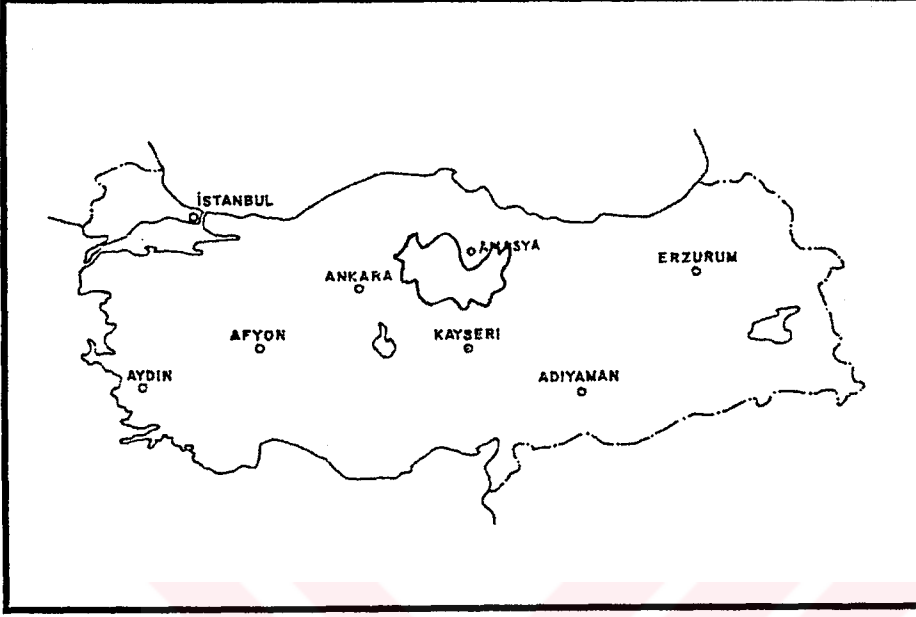 İSTANBUL
AMASYA
ERZURUM
ANKARA
AFYON
KAYSERİ
AYDIN
ADIYAMAN